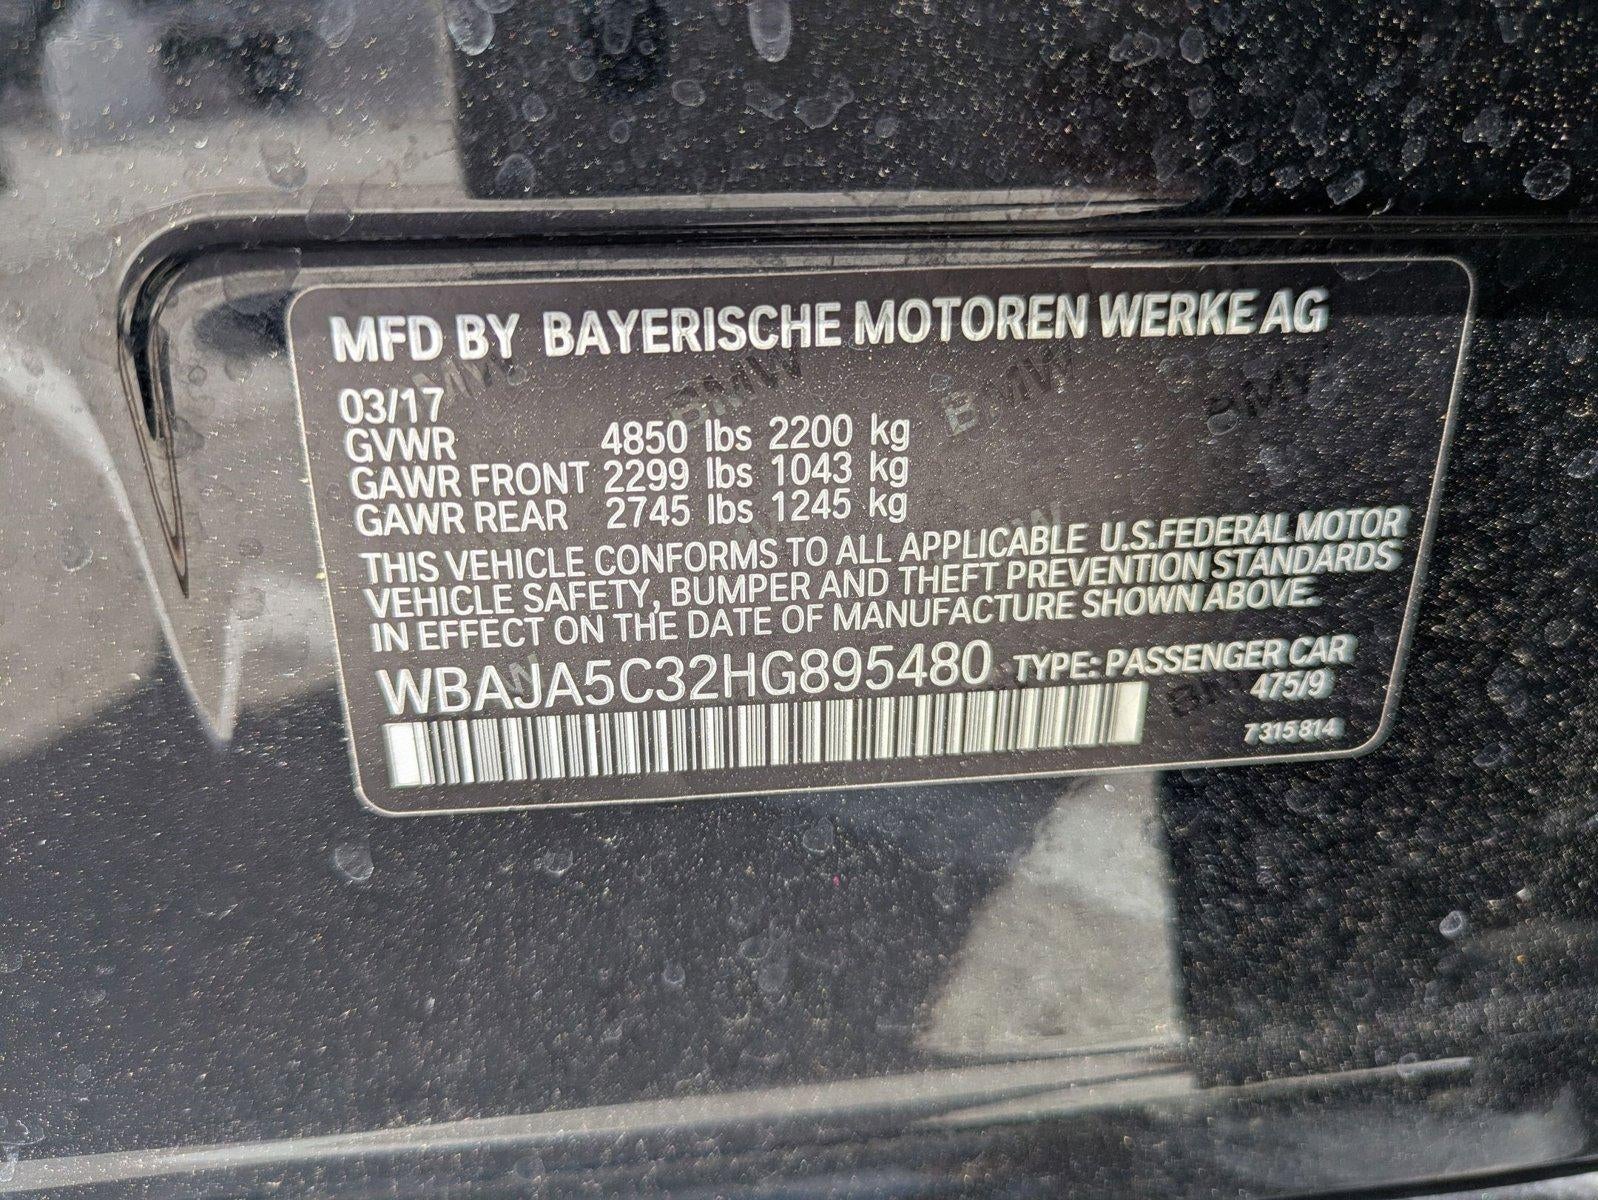 MFD BY BAYERISCHE MOTOREN WERKE AG
03/17
GVWR 4850 lbs 2200 kg
GAWR FRONT 2299 lbs 1043 kg
GAWR REAR 2745 lbs 1245 kg
THIS VEHICLE CONFORMS TO ALL APPLICABLE U.S.FEDERAL MOTOR
VEHICLE SAFETY, BUMPER AND THEFT PREVENTION STANDARDS
IN EFFECT ON THE DATE OF MANUFACTURE SHOWN ABOVE.
WBAJA5C32HG895480 TYPE: PASSENGER CAR
475/9
7315814